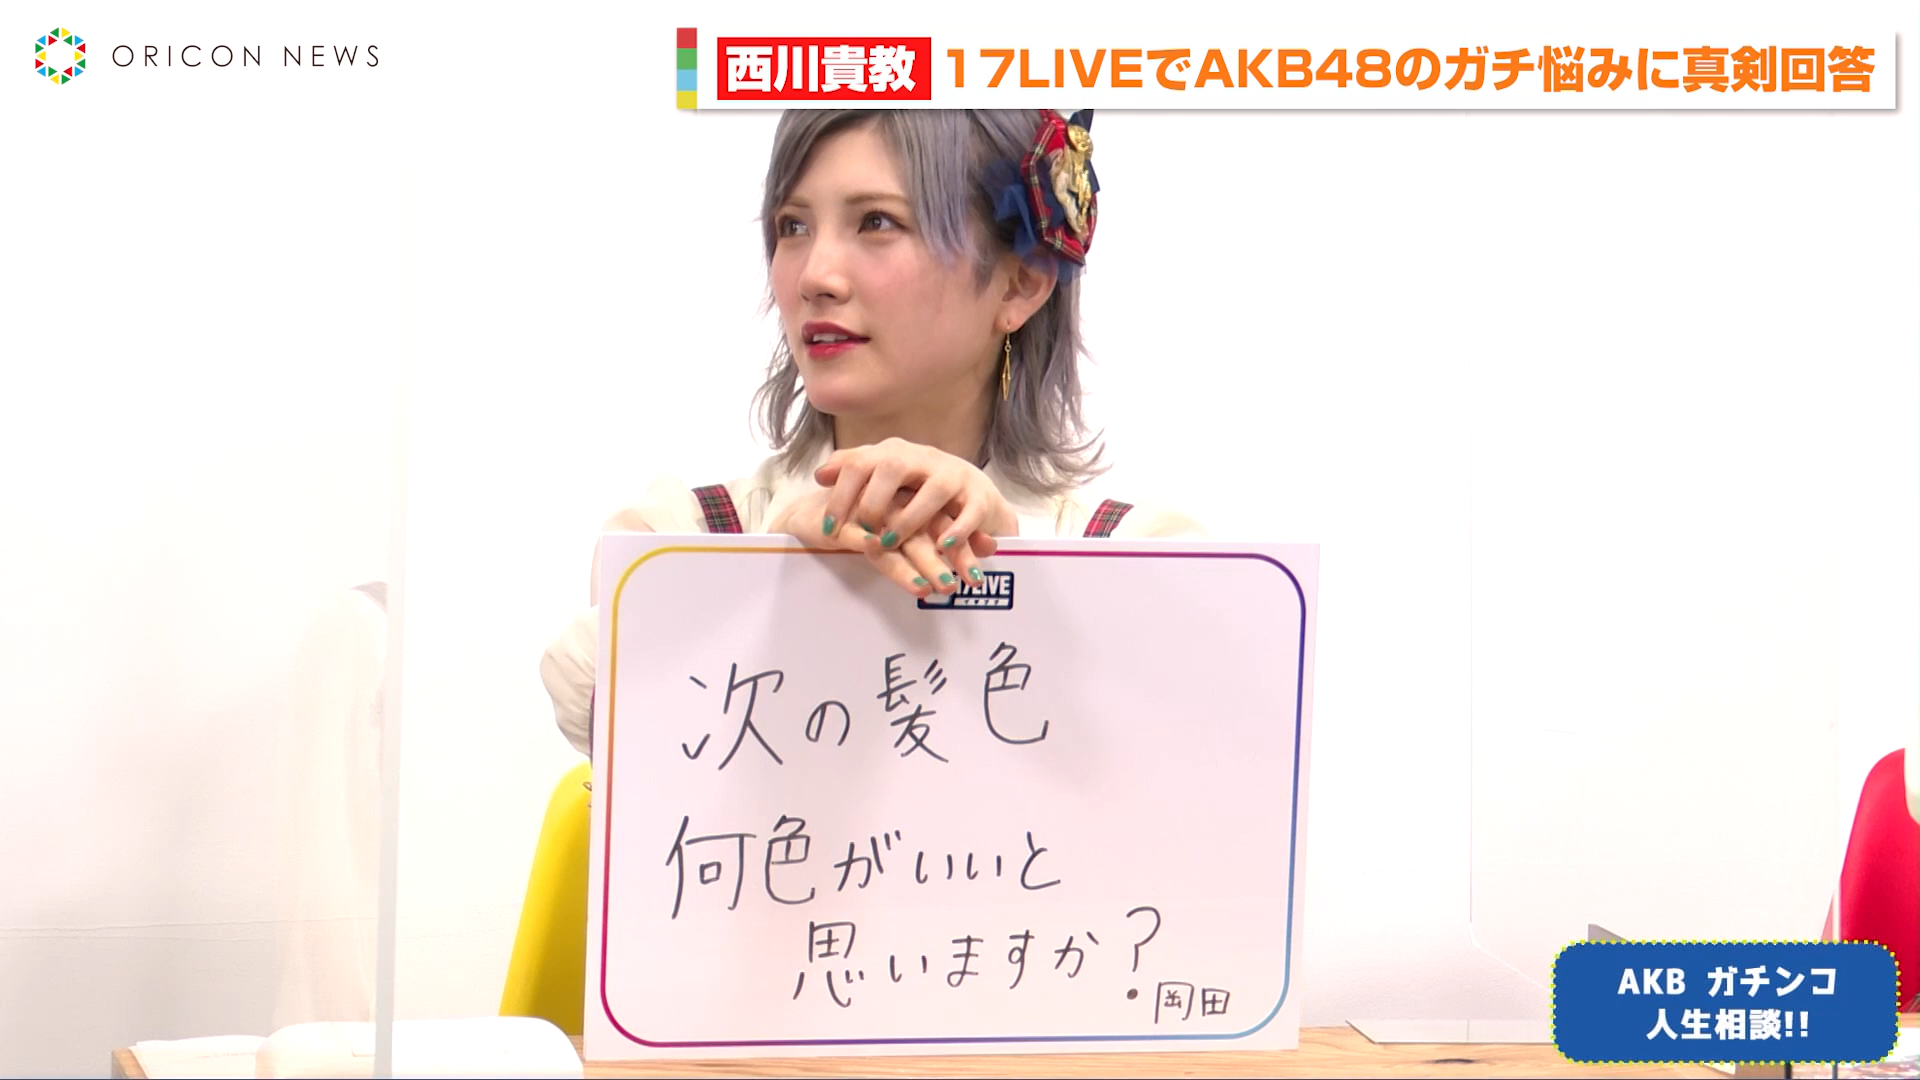 ORICON NEWS
西川貴教 17LIVEでAKB48のガチ悩みに真剣回答
17LIVE
次の髪色
何色がいいと
思いますか?
岡田
AKB ガチンコ
人生相談!!